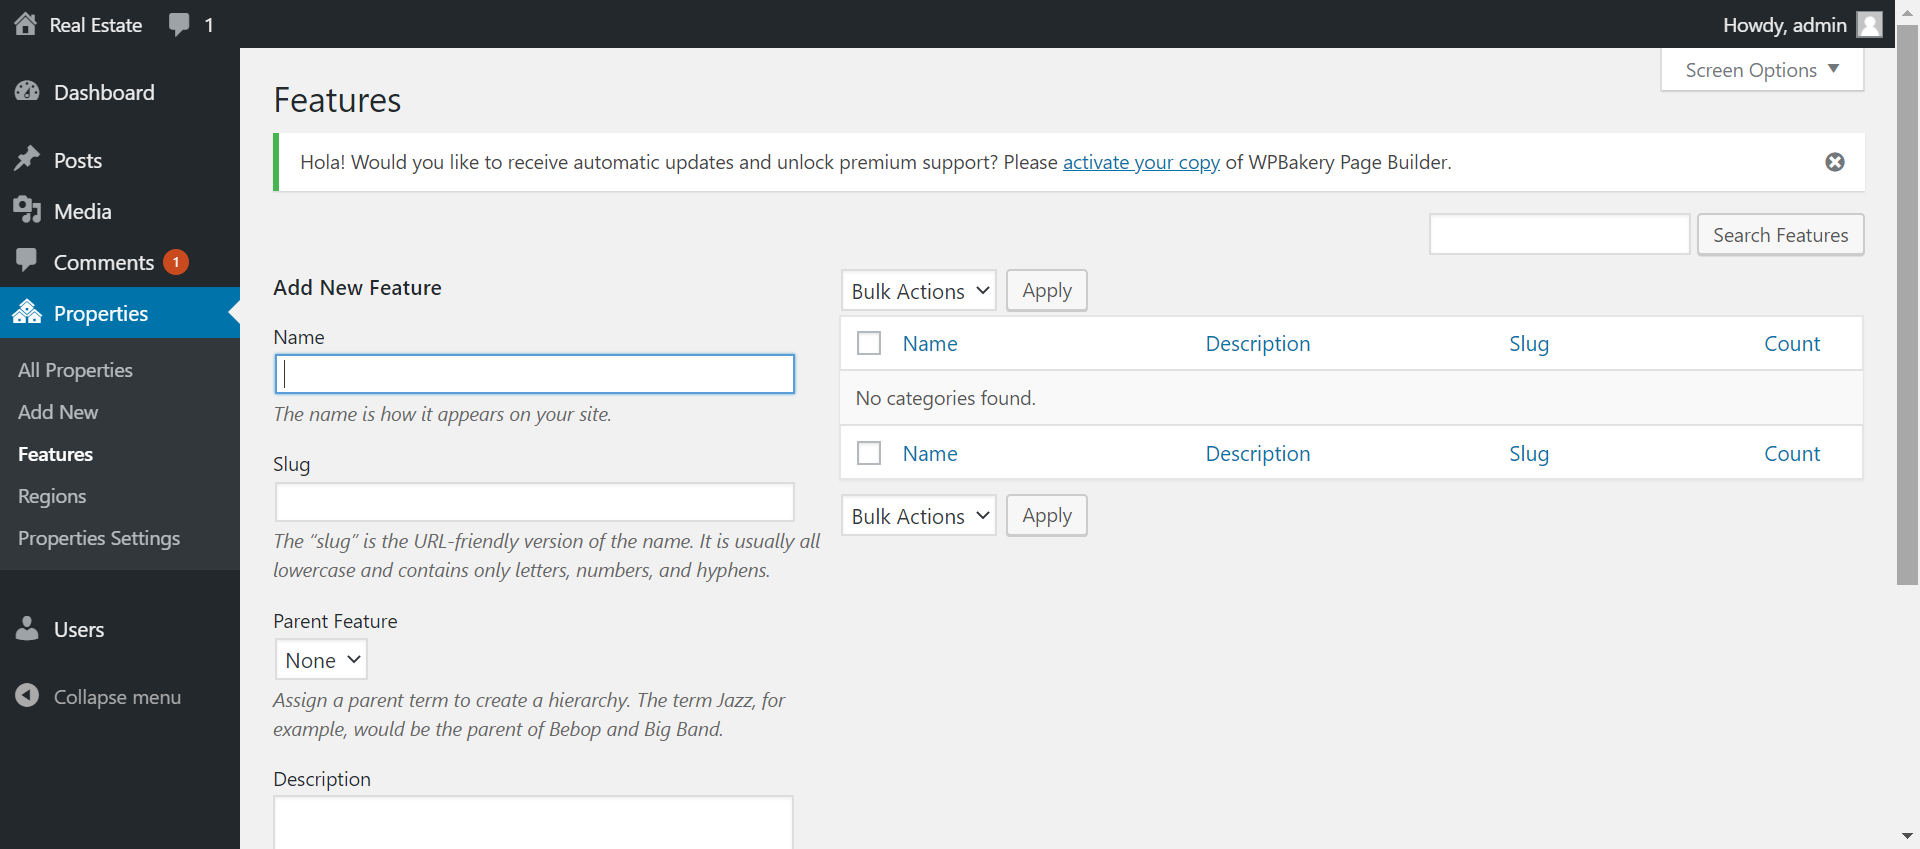 Real Estate
1
Howdy, admin
Dashboard
Posts
Media
Comments 1
Properties
All Properties
Add New
Features
Regions
Properties Settings
Users
Collapse menu
Screen Options
Features
Hola! Would you like to receive automatic updates and unlock premium support? Please activate your copy of WPBakery Page Builder.
Search Features
Add New Feature
Name
The name is how it appears on your site.
Slug
The “slug” is the URL-friendly version of the name. It is usually all
lowercase and contains only letters, numbers, and hyphens.
Parent Feature
None
Assign a parent term to create a hierarchy. The term Jazz, for
example, would be the parent of Bebop and Big Band.
Description
Bulk Actions Apply
Name Description Slug Count
No categories found.
Name Description Slug Count
Bulk Actions Apply